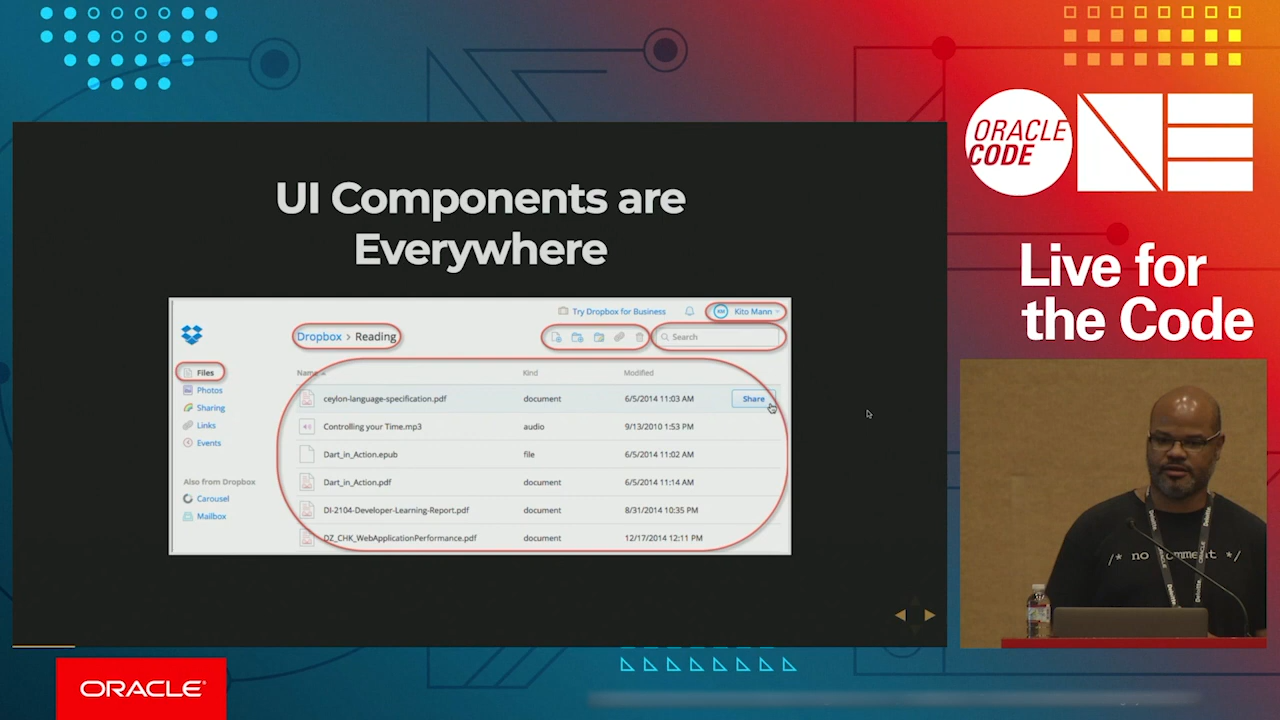 ORACLE
CODE
ONE
Live for
the Code
UI Components are
Everywhere
Try Dropbox for Business
KM
Kito Mann
Dropbox > Reading
Search
Files
Photos
Sharing
Links
Events
Also from Dropbox
Carousel
Mailbox
Name Kind Modified
ceylon-language-specification.pdf document 6/5/2014 11:03 AM Share
Controlling your Time.mp3 audio 9/13/2010 1:53 PM
Dart_in_Action.epub file 6/5/2014 11:02 AM
Dart_in_Action.pdf document 6/5/2014 11:14 AM
DI-2104-Developer-Learning-Report.pdf document 8/31/2014 10:35 PM
DZ_CHK_WebApplicationPerformance.pdf document 12/17/2014 12:11 PM
/* no comment */
Deloitte.
ORACLE®